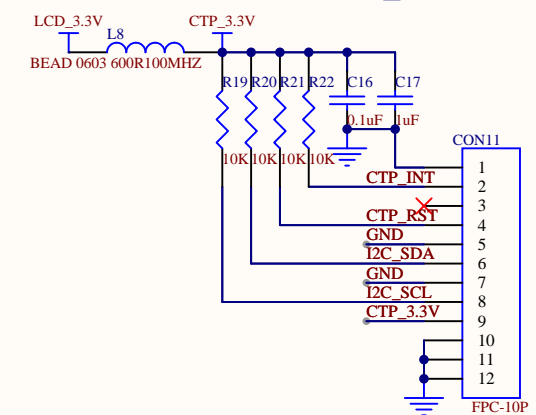 LCD_3.3V
L8
CTP_3.3V
BEAD 0603 600R100MHZ
R19 R20 R21 R22 C16 C17
0.1uF 1uF
10K 10K 10K 10K
CON11
1
CTP_INT 2
3
CTP_RST 4
GND 5
I2C_SDA 6
GND 7
I2C_SCL 8
CTP_3.3V 9
10
11
12
FPC-10P